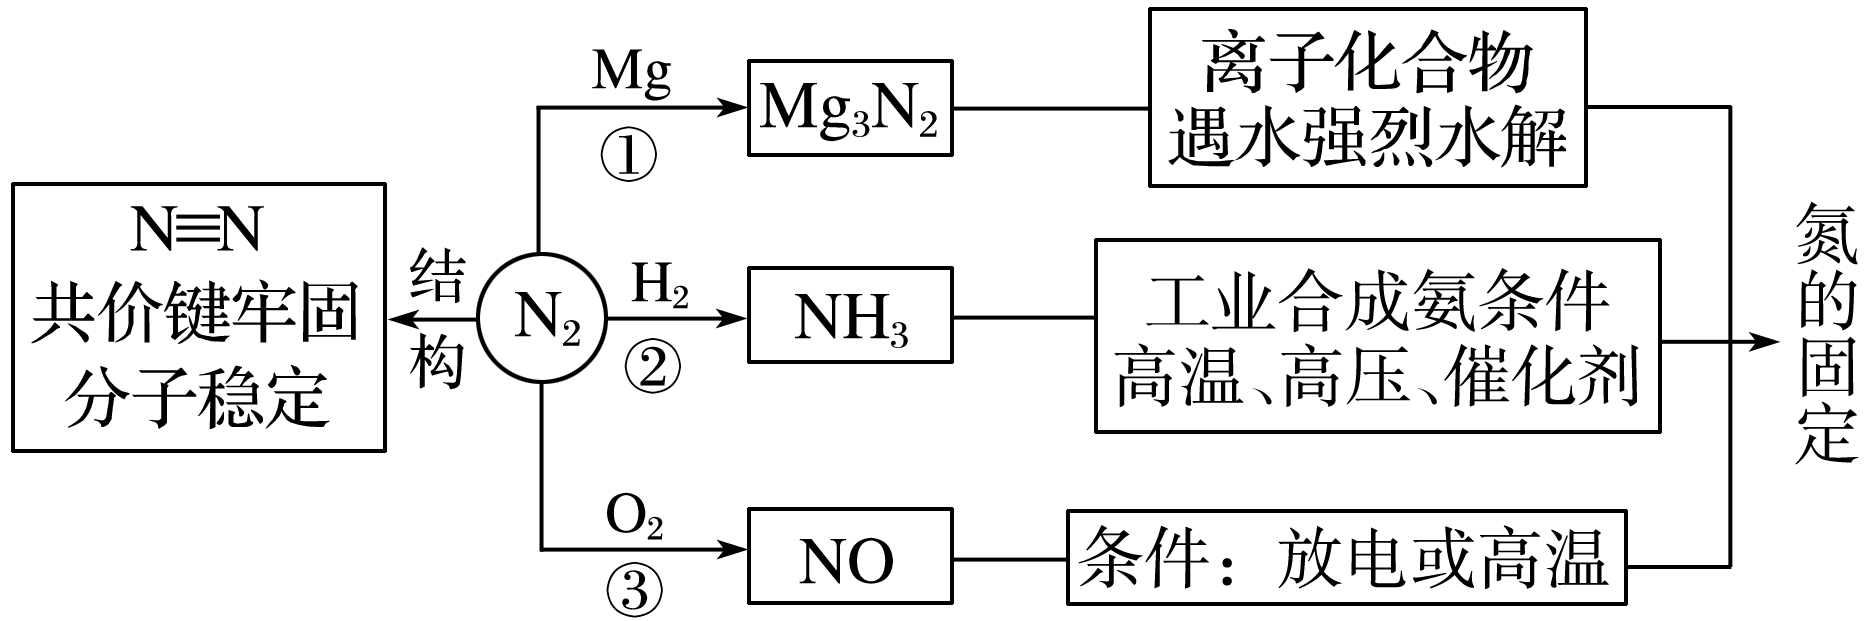 N≡N
共价键牢固
分子稳定
结构
N₂
Mg
①
Mg₃N₂
离子化合物
遇水强烈水解
H₂
②
NH₃
工业合成氨条件
高温、高压、催化剂
O₂
③
NO
条件：放电或高温
氮的固定